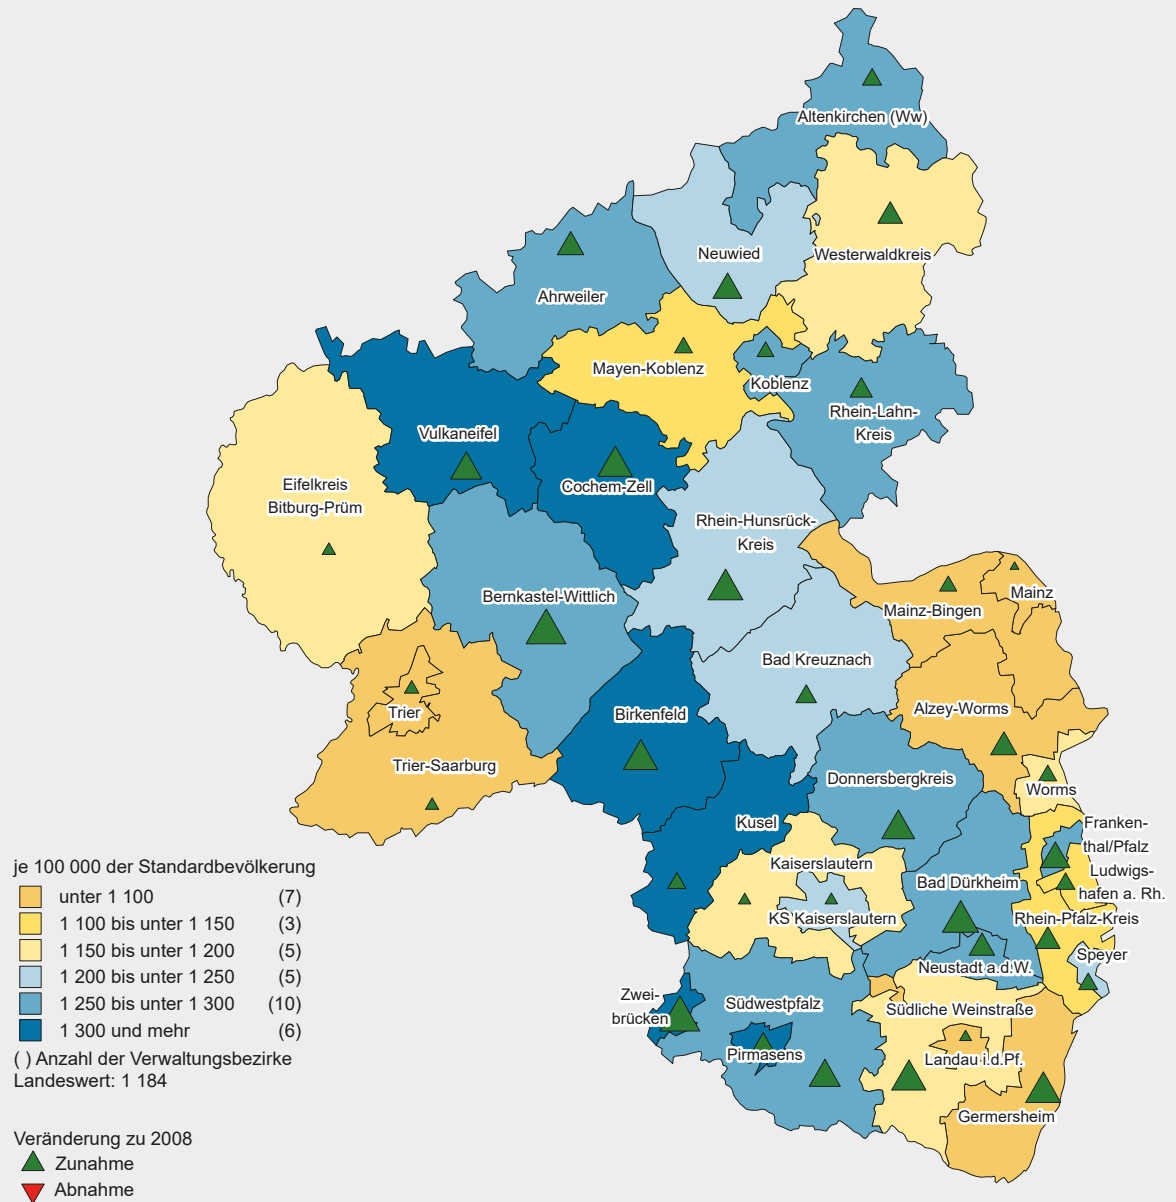 Altenkirchen (Ww)
Neuwied
Westerwaldkreis
Ahrweiler
Mayen-Koblenz
Koblenz
Rhein-Lahn-
Kreis
Vulkaneifel
Cochem-Zell
Eifelkreis
Bitburg-Prüm
Rhein-Hunsrück-
Kreis
Bernkastel-Wittlich
Mainz-Bingen
Mainz
Bad Kreuznach
Alzey-Worms
Trier
Birkenfeld
Trier-Saarburg
Donnersbergkreis
Worms
Kusel
Franken-
thal/Pfalz
Kaiserslautern
Ludwigs-
hafen a. Rh.
Bad Dürkheim
KS Kaiserslautern
Rhein-Pfalz-Kreis
Speyer
Neustadt a.d.W.
Zwei-
brücken
Südwestpfalz
Südliche Weinstraße
Pirmasens
Landau i.d.Pf.
Germersheim
je 100 000 der Standardbevölkerung
unter 1 100 (7)
1 100 bis unter 1 150 (3)
1 150 bis unter 1 200 (5)
1 200 bis unter 1 250 (5)
1 250 bis unter 1 300 (10)
1 300 und mehr (6)
( ) Anzahl der Verwaltungsbezirke
Landeswert: 1 184
Veränderung zu 2008
Zunahme
Abnahme